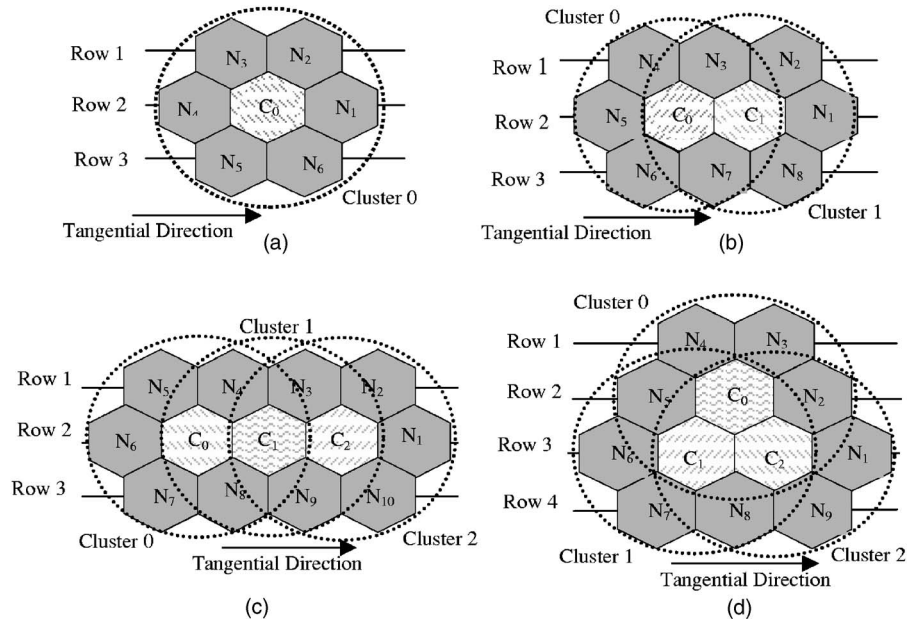 Row 1
N₃ N₂
Row 2
N₄ C₀ N₁
Row 3
N₅ N₆
Cluster 0
Tangential Direction
(a)
Cluster 0
Row 1
N₄ N₃ N₂
Row 2
N₅ C₀ C₁ N₁
Row 3
N₆ N₇ N₈
Cluster 1
Tangential Direction
(b)
Cluster 1
Row 1
N₅ N₄ N₃ N₂
Row 2
N₆ C₀ C₁ C₂ N₁
Row 3
N₇ N₈ N₉ N₁₀
Cluster 0
Cluster 2
Tangential Direction
(c)
Cluster 0
Row 1
N₄ N₃
Row 2
N₅ C₀ N₂
Row 3
N₆ C₁ C₂ N₁
Row 4
N₇ N₈ N₉
Cluster 1
Cluster 2
Tangential Direction
(d)